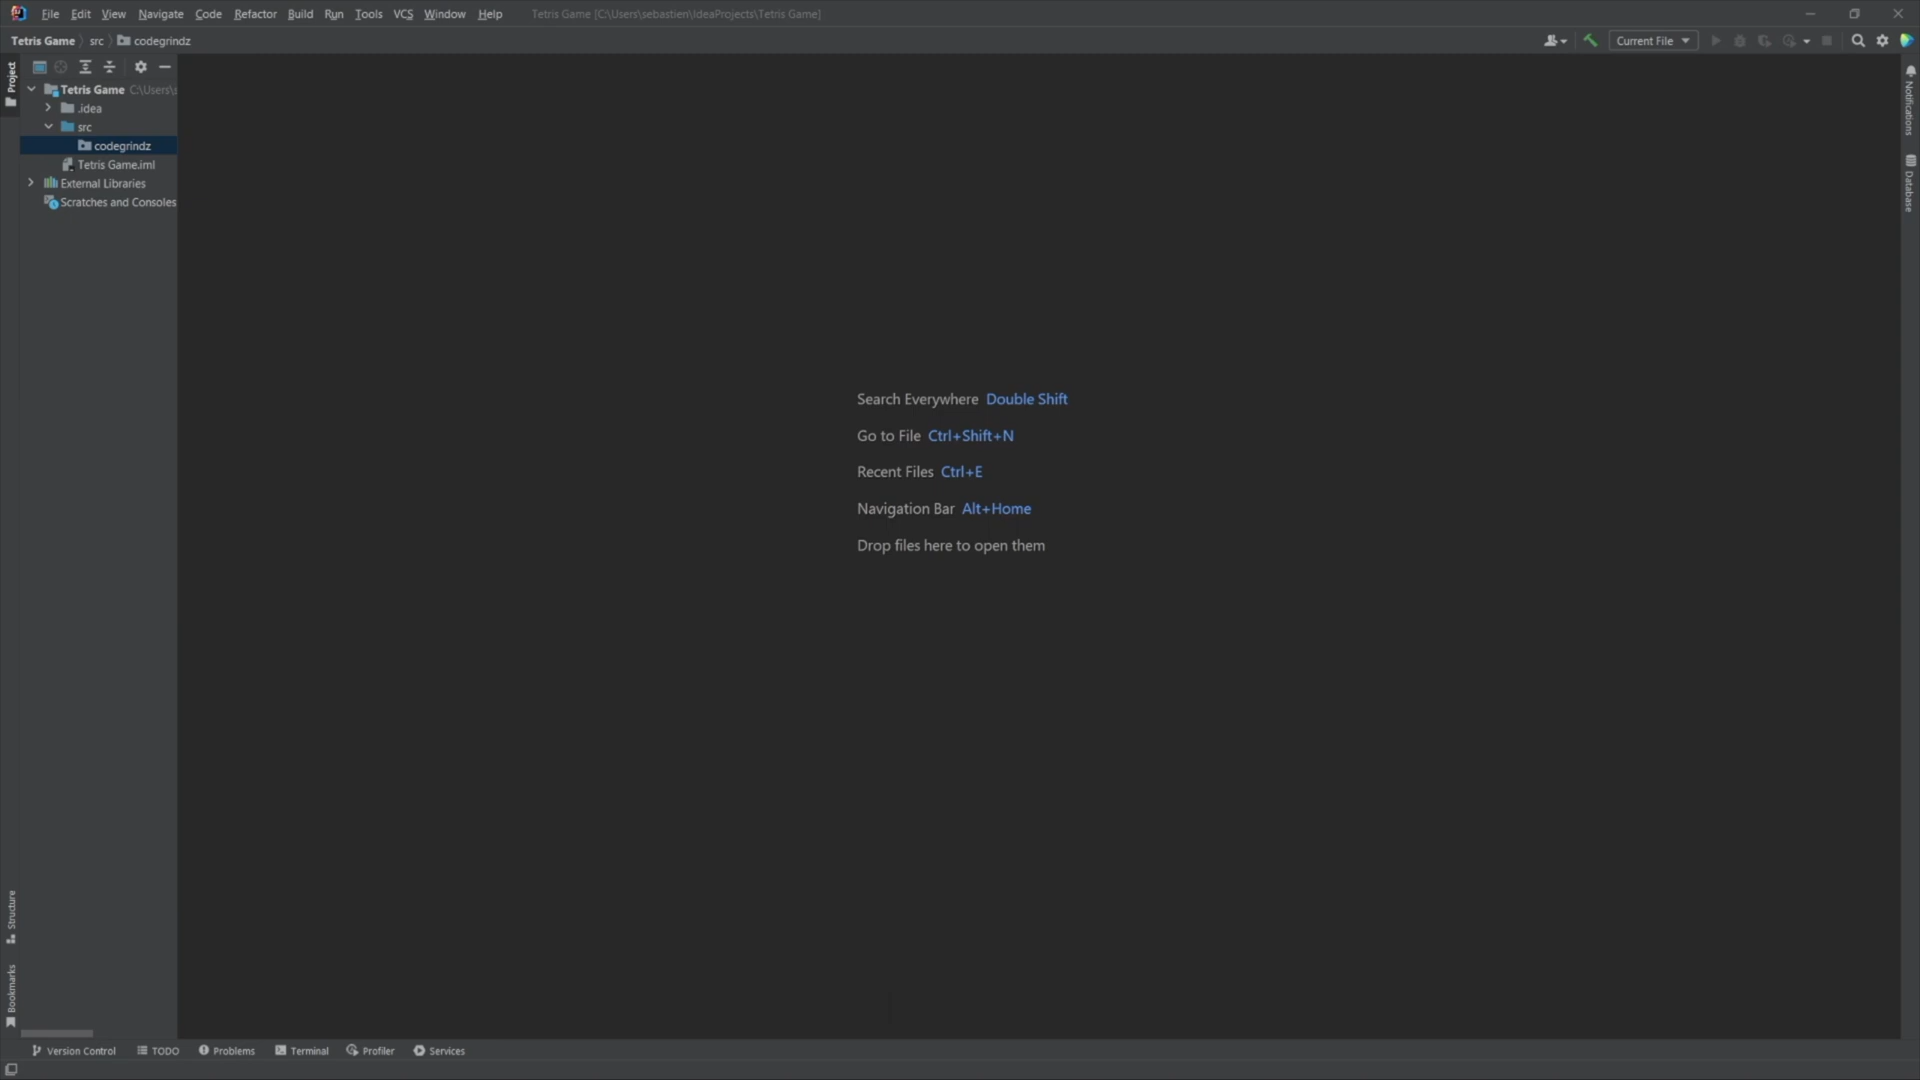 File Edit View Navigate Code Refactor Build Run Tools VCS Window Help Tetris Game [C:\Users\sebastien\IdeaProjects\Tetris Game]
Tetris Game src codegrindz Current File
Project
Tetris Game C:\Users\s
.idea
src
codegrindz
Tetris Game.iml
External Libraries
Scratches and Consoles
Notifications
Database
Search Everywhere Double Shift
Go to File Ctrl+Shift+N
Recent Files Ctrl+E
Navigation Bar Alt+Home
Drop files here to open them
Structure
Bookmarks
Version Control TODO Problems Terminal Profiler Services